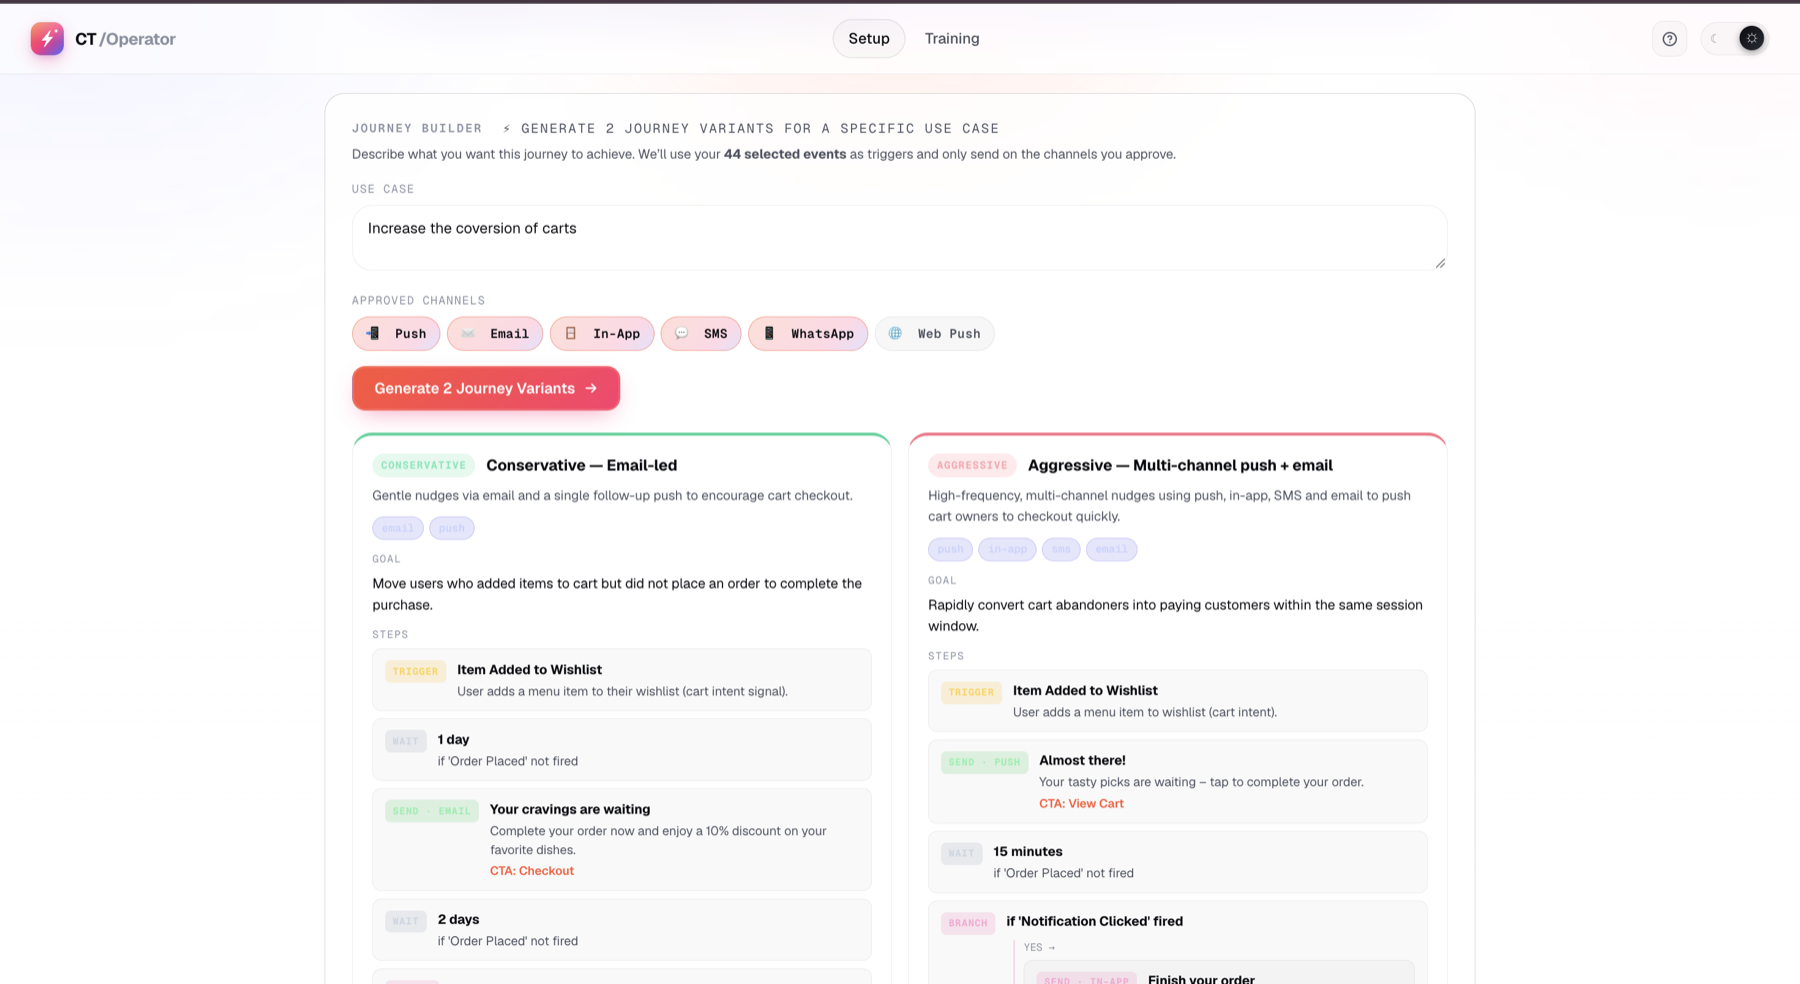 CT /Operator
Setup
Training
JOURNEY BUILDER ⚡ GENERATE 2 JOURNEY VARIANTS FOR A SPECIFIC USE CASE
Describe what you want this journey to achieve. We'll use your 44 selected events as triggers and only send on the channels you approve.
USE CASE
Increase the coversion of carts
APPROVED CHANNELS
Push
Email
In-App
SMS
WhatsApp
Web Push
Generate 2 Journey Variants →
CONSERVATIVE Conservative — Email-led
Gentle nudges via email and a single follow-up push to encourage cart checkout.
email push
GOAL
Move users who added items to cart but did not place an order to complete the
purchase.
STEPS
TRIGGER Item Added to Wishlist
User adds a menu item to their wishlist (cart intent signal).
WAIT 1 day
if 'Order Placed' not fired
SEND · EMAIL Your cravings are waiting
Complete your order now and enjoy a 10% discount on your
favorite dishes.
CTA: Checkout
WAIT 2 days
if 'Order Placed' not fired
AGGRESSIVE Aggressive — Multi-channel push + email
High-frequency, multi-channel nudges using push, in-app, SMS and email to push
cart owners to checkout quickly.
push in-app sms email
GOAL
Rapidly convert cart abandoners into paying customers within the same session
window.
STEPS
TRIGGER Item Added to Wishlist
User adds a menu item to wishlist (cart intent).
SEND · PUSH Almost there!
Your tasty picks are waiting – tap to complete your order.
CTA: View Cart
WAIT 15 minutes
if 'Order Placed' not fired
BRANCH if 'Notification Clicked' fired
YES →
SEND · IN-APP Finish your order